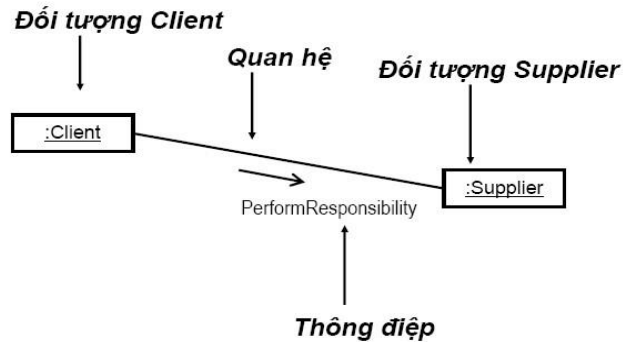 Đối tượng Client
Quan hệ
Đối tượng Supplier
:Client
:Supplier
PerformResponsibility
Thông điệp